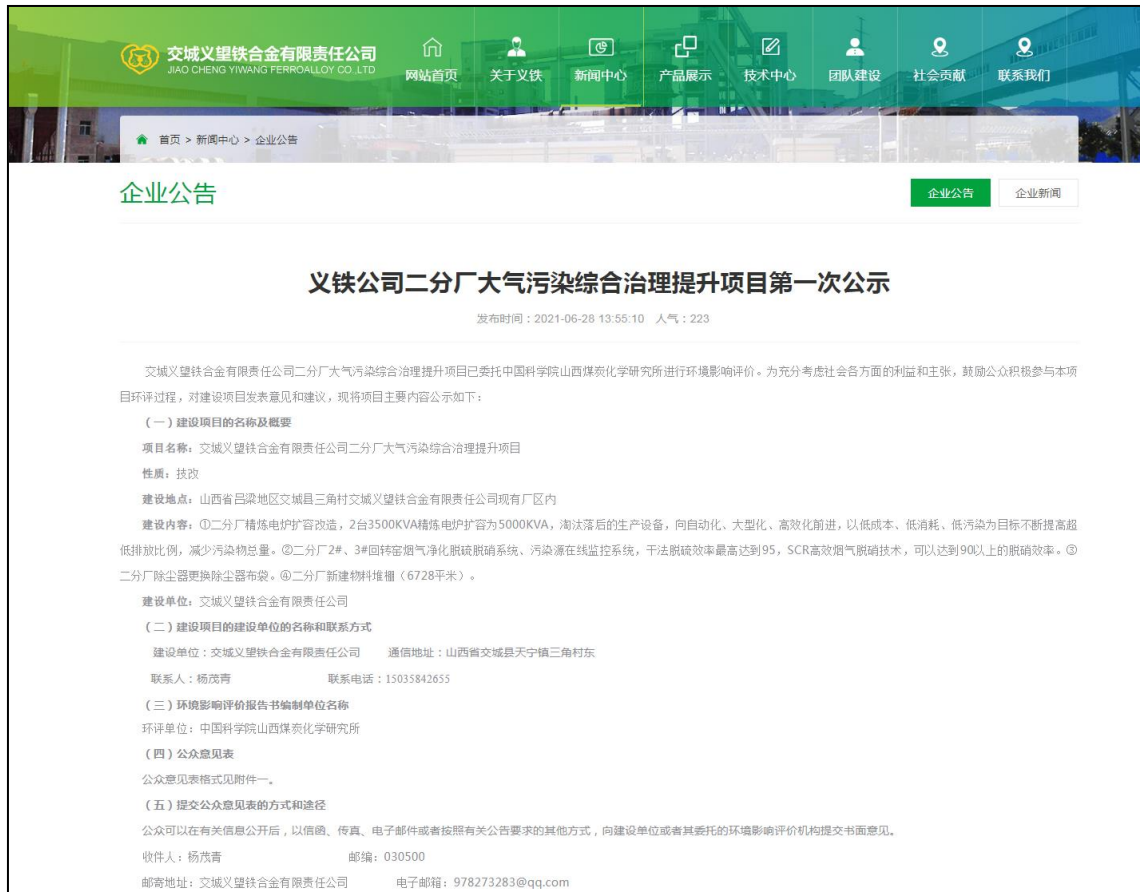 交城义望铁合金有限责任公司
JIAO CHENG YIWANG FERROALLOY CO .,LTD
网站首页 关于义铁 新闻中心 产品展示 技术中心 团队建设 社会贡献 联系我们
首页 > 新闻中心 > 企业公告
企业公告 企业公告 企业新闻
义铁公司二分厂大气污染综合治理提升项目第一次公示
发布时间：2021-06-28 13:55:10 人气：223
交城义望铁合金有限责任公司二分厂大气污染综合治理提升项目已委托中国科学院山西煤炭化学研究所进行环境影响评价。为充分考虑社会各方面的利益和主张，鼓励公众积极参与本项
目环评过程，对建设项目发表意见和建议，现将项目主要内容公示如下：
（一）建设项目的名称及概要
项目名称：交城义望铁合金有限责任公司二分厂大气污染综合治理提升项目
性质：技改
建设地点：山西省吕梁地区交城县三角村交城义望铁合金有限责任公司现有厂区内
建设内容：①二分厂精炼电炉扩容改造，2台3500KVA精炼电炉扩容为5000KVA，淘汰落后的生产设备，向自动化、大型化、高效化前进，以低成本、低消耗、低污染为目标不断提高超
低排放比例，减少污染物总量。②二分厂2#、3#回转窑烟气净化脱硫脱硝系统、污染源在线监控系统，干法脱硫效率最高达到95，SCR高效烟气脱硝技术，可以达到90以上的脱硝效率。③
二分厂除尘器更换除尘器布袋。④二分厂新建物料堆棚（6728平米）。
建设单位：交城义望铁合金有限责任公司
（二）建设项目的建设单位的名称和联系方式
建设单位：交城义望铁合金有限责任公司 通信地址：山西省交城县天宁镇三角村东
联系人：杨茂青 联系电话：15035842655
（三）环境影响评价报告书编制单位名称
环评单位：中国科学院山西煤炭化学研究所
（四）公众意见表
公众意见表格式见附件一。
（五）提交公众意见表的方式和途径
公众可以在有关信息公开后，以信函、传真、电子邮件或者按照有关公告要求的其他方式，向建设单位或者其委托的环境影响评价机构提交书面意见。
收件人：杨茂青 邮编：030500
邮寄地址：交城义望铁合金有限责任公司 电子邮箱：978273283@qq.com